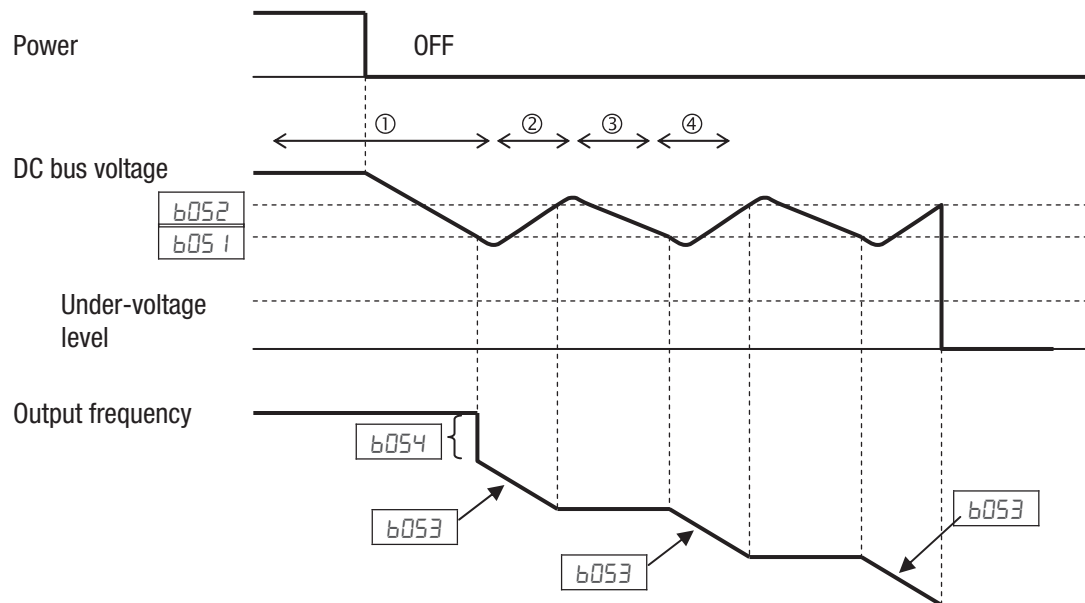 Power
OFF
① ② ③ ④
DC bus voltage
b052
b051
Under-voltage
level
Output frequency
b054
b053
b053
b053